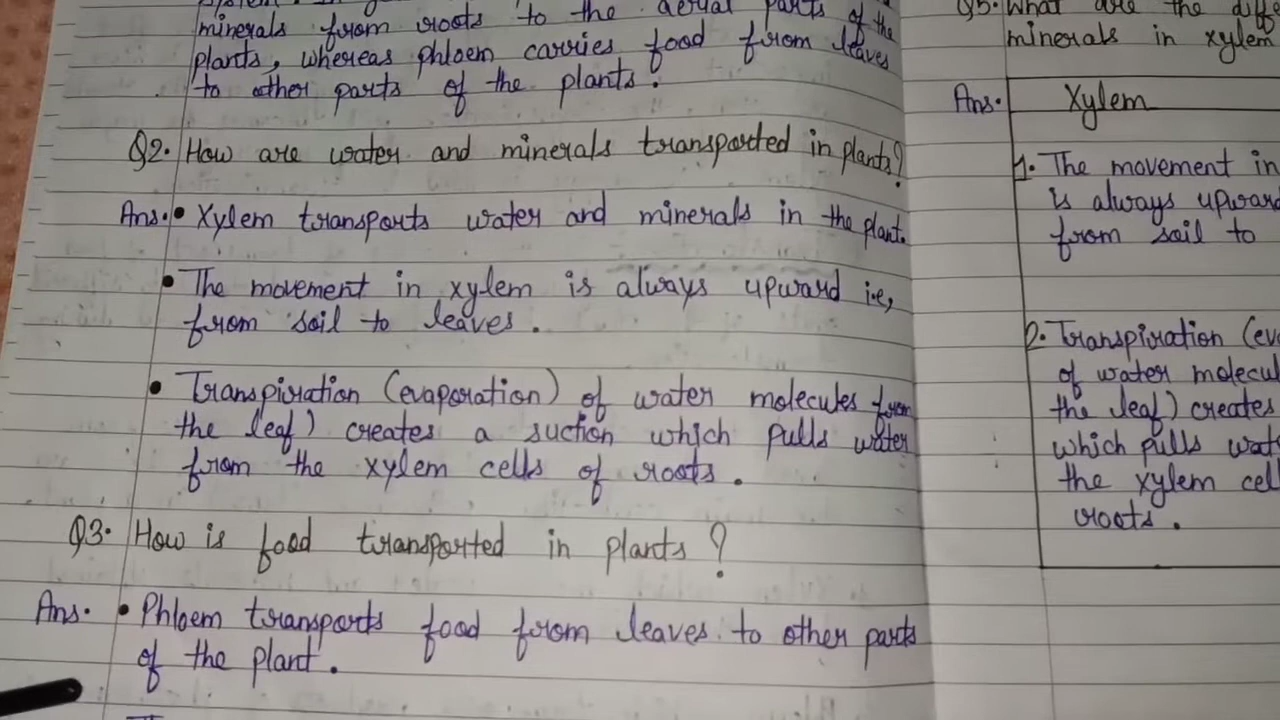 minerals from roots to the aerial parts of the
plants, whereas phloem carries food from leaves
to other parts of the plants.
Q2. How are water and minerals transported in plants?
Ans. • Xylem transports water and minerals in the plant.
• The movement in xylem is always upward i.e,
from soil to leaves.
• Transpiration (evaporation) of water molecules from
the leaf) creates a suction which pulls water
from the xylem cells of roots.
Q3. How is food transported in plants?
Ans. • Phloem transports food from leaves to other parts
of the plant.
Q5. What are the diffe
minerals in xylem
Ans. Xylem
1. The movement in
is always upward
from soil to
2. Transpiration (eva
of water molecul
the leaf) creates
which pulls wat
the xylem cel
roots.